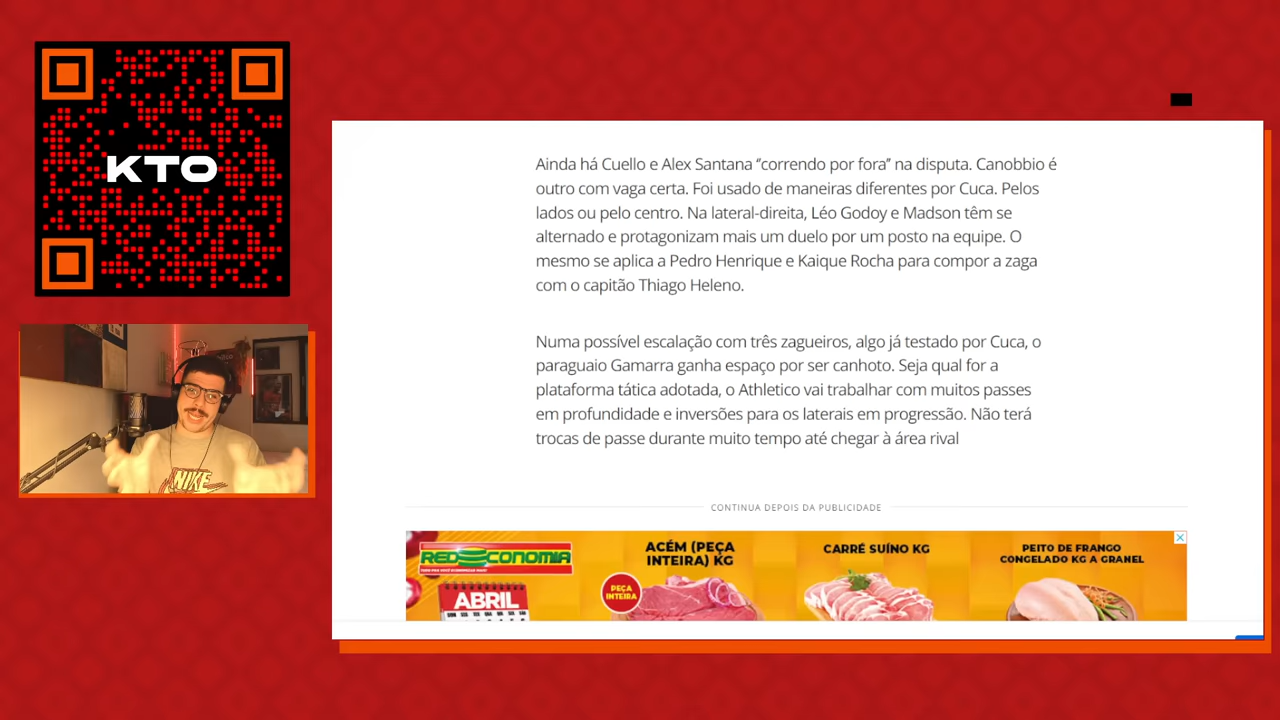 KTO
Ainda há Cuello e Alex Santana “correndo por fora” na disputa. Canobbio é
outro com vaga certa. Foi usado de maneiras diferentes por Cuca. Pelos
lados ou pelo centro. Na lateral-direita, Léo Godoy e Madson têm se
alternado e protagonizam mais um duelo por um posto na equipe. O
mesmo se aplica a Pedro Henrique e Kaique Rocha para compor a zaga
com o capitão Thiago Heleno.
Numa possível escalação com três zagueiros, algo já testado por Cuca, o
paraguaio Gamarra ganha espaço por ser canhoto. Seja qual for a
plataforma tática adotada, o Athletico vai trabalhar com muitos passes
em profundidade e inversões para os laterais em progressão. Não terá
trocas de passe durante muito tempo até chegar à área rival
NIKE
CONTINUA DEPOIS DA PUBLICIDADE
REDECONOMIA
ABRIL
ACÉM (PEÇA
INTEIRA) KG
PEÇA
INTEIRA
CARRÉ SUÍNO KG
PEITO DE FRANGO
CONGELADO KG A GRANEL